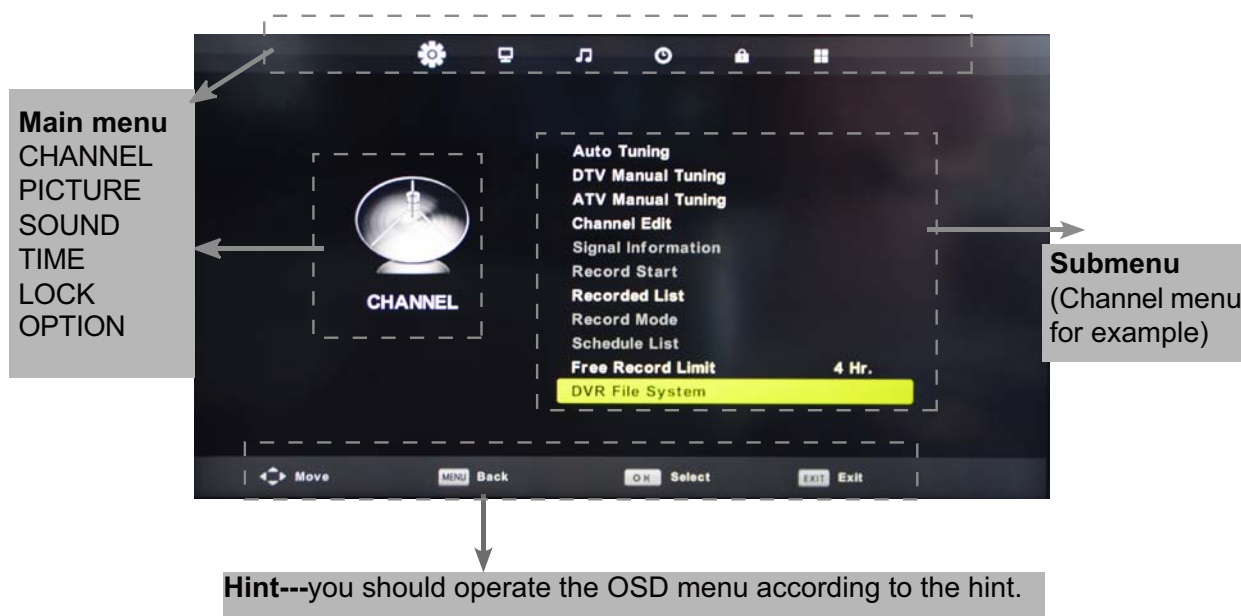 Main menu
CHANNEL
PICTURE
SOUND
TIME
LOCK
OPTION
CHANNEL
Auto Tuning
DTV Manual Tuning
ATV Manual Tuning
Channel Edit
Signal Information
Record Start
Recorded List
Record Mode
Schedule List
Free Record Limit 4 Hr.
DVR File System
Submenu
(Channel menu
for example)
Move MENU Back OK Select EXIT Exit
Hint---you should operate the OSD menu according to the hint.